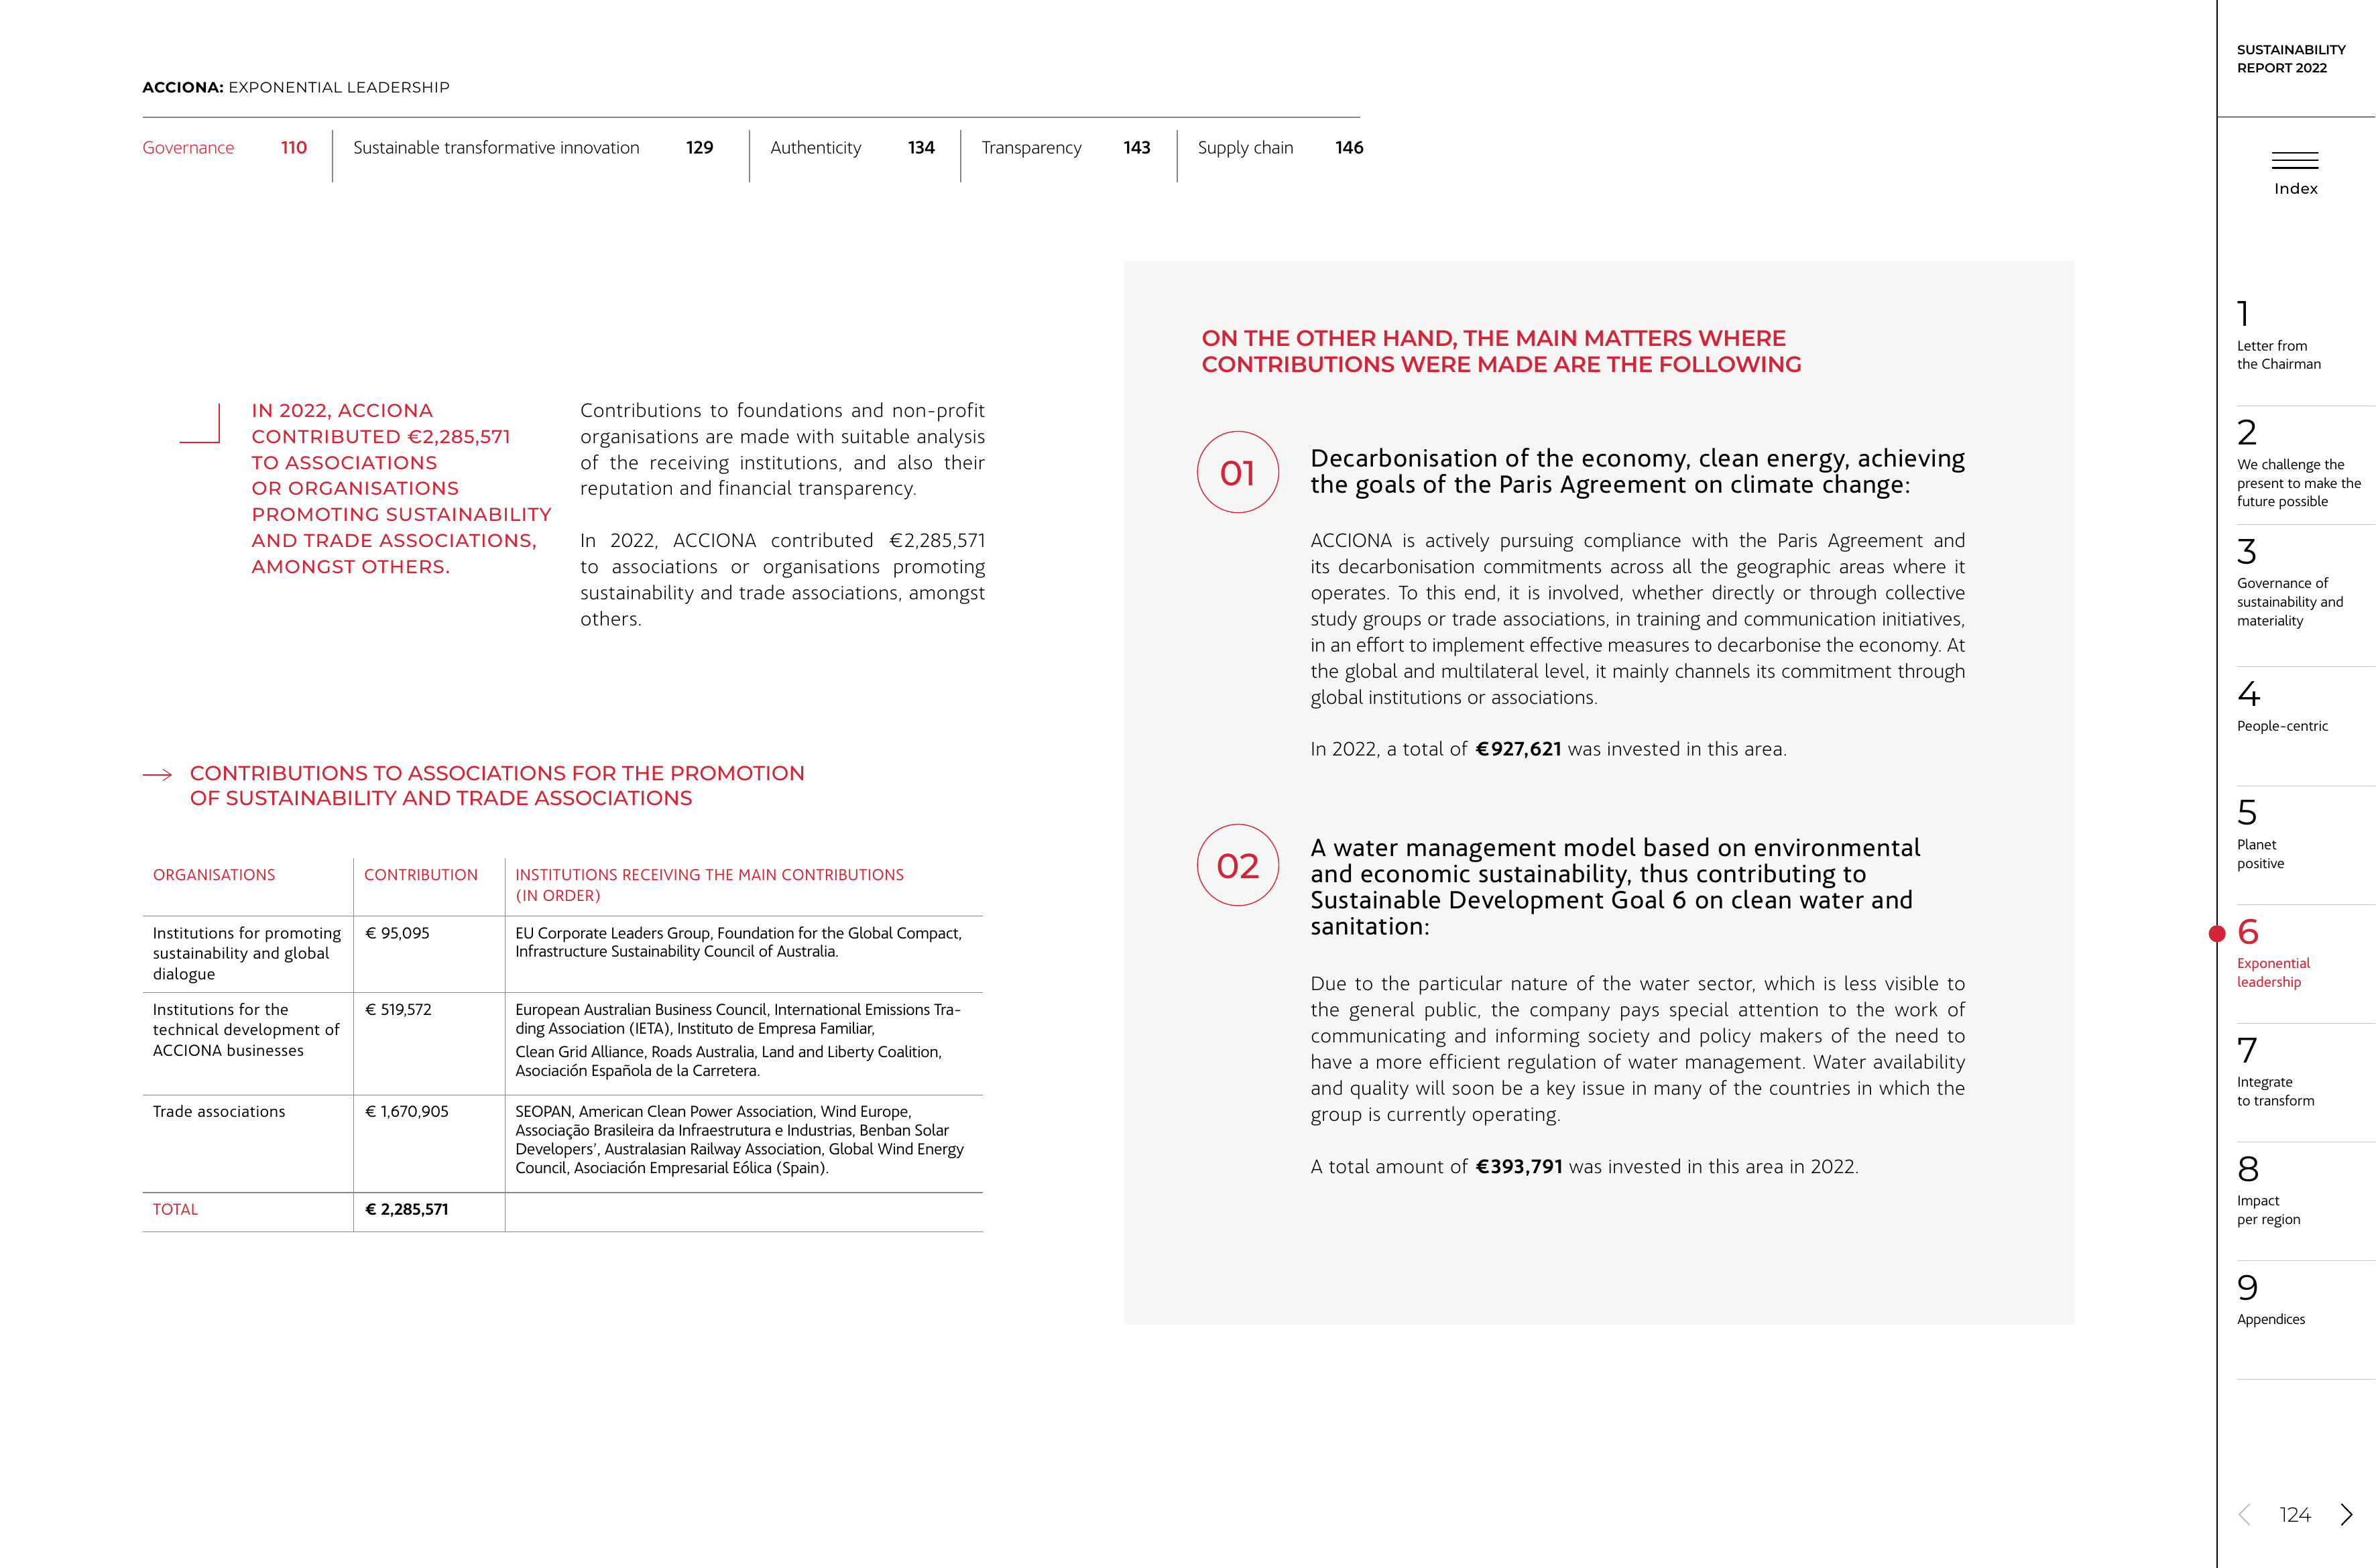 ACCIONA: EXPONENTIAL LEADERSHIP
Governance 110 Sustainable transformative innovation 129 Authenticity 134 Transparency 143 Supply chain 146
IN 2022, ACCIONA
CONTRIBUTED €2,285,571
TO ASSOCIATIONS
OR ORGANISATIONS
PROMOTING SUSTAINABILITY
AND TRADE ASSOCIATIONS,
AMONGST OTHERS.
Contributions to foundations and non-profit
organisations are made with suitable analysis
of the receiving institutions, and also their
reputation and financial transparency.
In 2022, ACCIONA contributed €2,285,571
to associations or organisations promoting
sustainability and trade associations, amongst
others.
CONTRIBUTIONS TO ASSOCIATIONS FOR THE PROMOTION
OF SUSTAINABILITY AND TRADE ASSOCIATIONS
ORGANISATIONS
CONTRIBUTION
INSTITUTIONS RECEIVING THE MAIN CONTRIBUTIONS
(IN ORDER)
Institutions for promoting
sustainability and global
dialogue
€ 95,095
EU Corporate Leaders Group, Foundation for the Global Compact,
Infrastructure Sustainability Council of Australia.
Institutions for the
technical development of
ACCIONA businesses
€ 519,572
European Australian Business Council, International Emissions Tra-
ding Association (IETA), Instituto de Empresa Familiar,
Clean Grid Alliance, Roads Australia, Land and Liberty Coalition,
Asociación Española de la Carretera.
Trade associations
€ 1,670,905
SEOPAN, American Clean Power Association, Wind Europe,
Associação Brasileira da Infraestrutura e Industrias, Benban Solar
Developers’, Australasian Railway Association, Global Wind Energy
Council, Asociación Empresarial Eólica (Spain).
TOTAL
€ 2,285,571
ON THE OTHER HAND, THE MAIN MATTERS WHERE
CONTRIBUTIONS WERE MADE ARE THE FOLLOWING
01
Decarbonisation of the economy, clean energy, achieving
the goals of the Paris Agreement on climate change:
ACCIONA is actively pursuing compliance with the Paris Agreement and
its decarbonisation commitments across all the geographic areas where it
operates. To this end, it is involved, whether directly or through collective
study groups or trade associations, in training and communication initiatives,
in an effort to implement effective measures to decarbonise the economy. At
the global and multilateral level, it mainly channels its commitment through
global institutions or associations.
In 2022, a total of €927,621 was invested in this area.
02
A water management model based on environmental
and economic sustainability, thus contributing to
Sustainable Development Goal 6 on clean water and
sanitation:
Due to the particular nature of the water sector, which is less visible to
the general public, the company pays special attention to the work of
communicating and informing society and policy makers of the need to
have a more efficient regulation of water management. Water availability
and quality will soon be a key issue in many of the countries in which the
group is currently operating.
A total amount of €393,791 was invested in this area in 2022.
SUSTAINABILITY
REPORT 2022
Index
1
Letter from
the Chairman
2
We challenge the
present to make the
future possible
3
Governance of
sustainability and
materiality
4
People-centric
5
Planet
positive
6
Exponential
leadership
7
Integrate
to transform
8
Impact
per region
9
Appendices
124